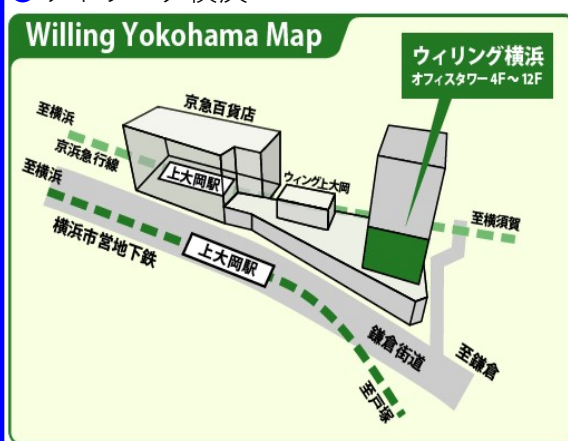 Willing Yokohama Map
ウィリング横浜
オフィスタワー 4F～12F
京急百貨店
至横浜
京浜急行線
上大岡駅
ウィング上大岡
至横須賀
至横浜
横浜市営地下鉄
上大岡駅
鎌倉街道
至鎌倉
至戸塚